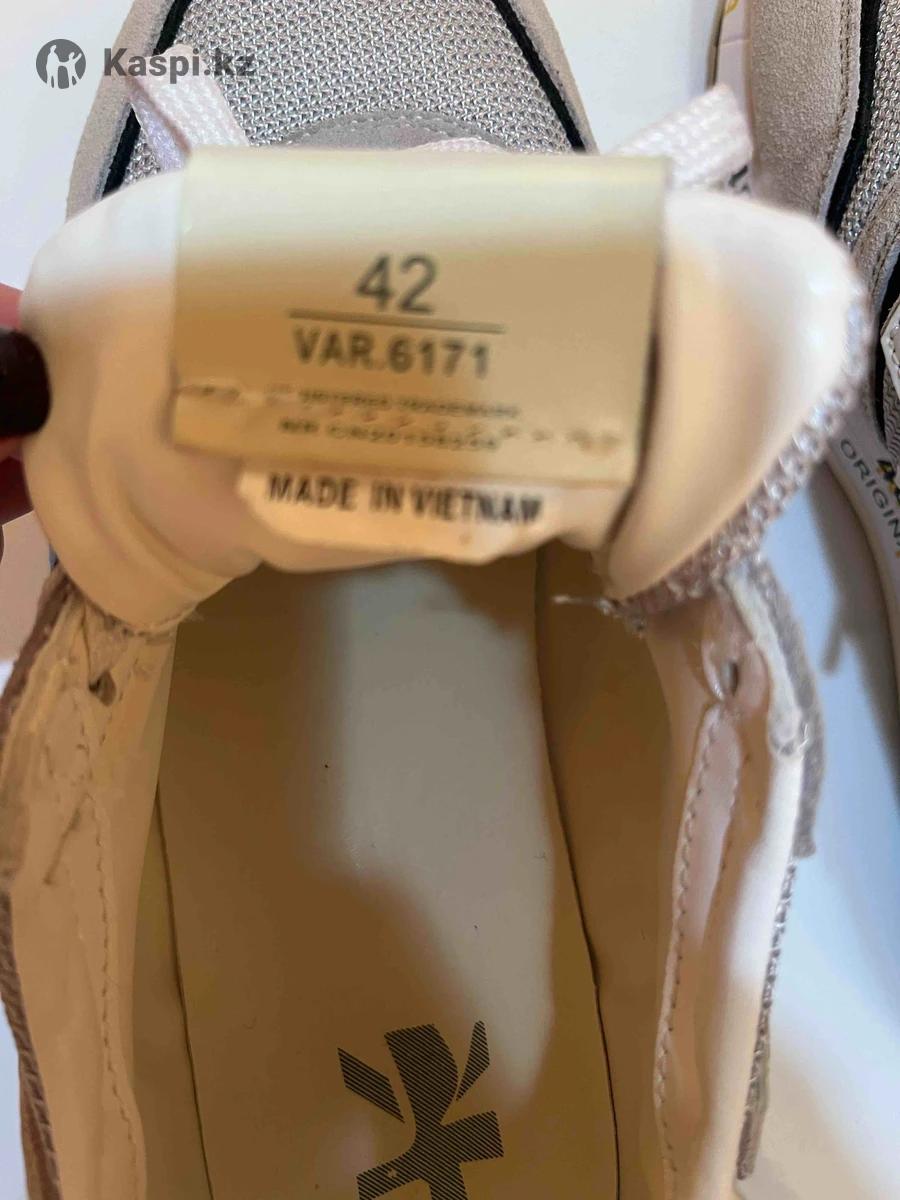 Kaspi.kz
42
VAR.6171
MADE IN VIETNAM
ORIGIN